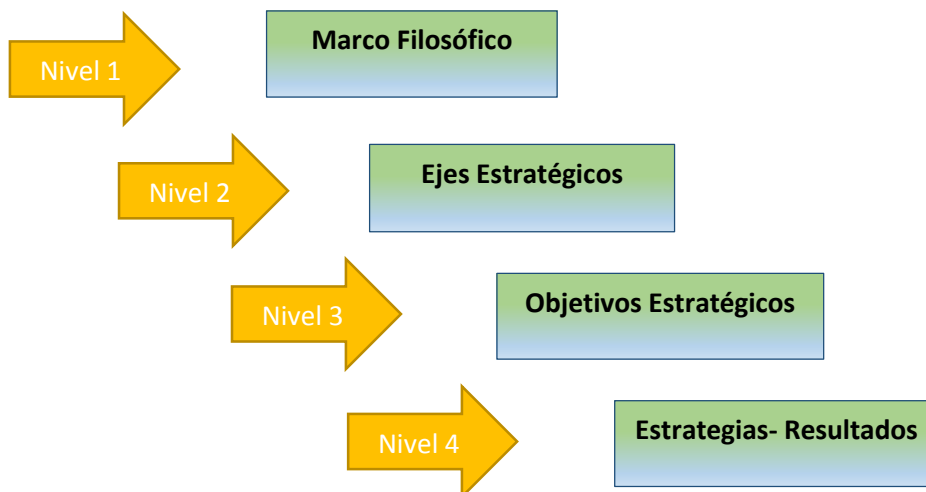 Marco Filosófico
Nivel 1
Ejes Estratégicos
Nivel 2
Objetivos Estratégicos
Nivel 3
Estrategias- Resultados
Nivel 4